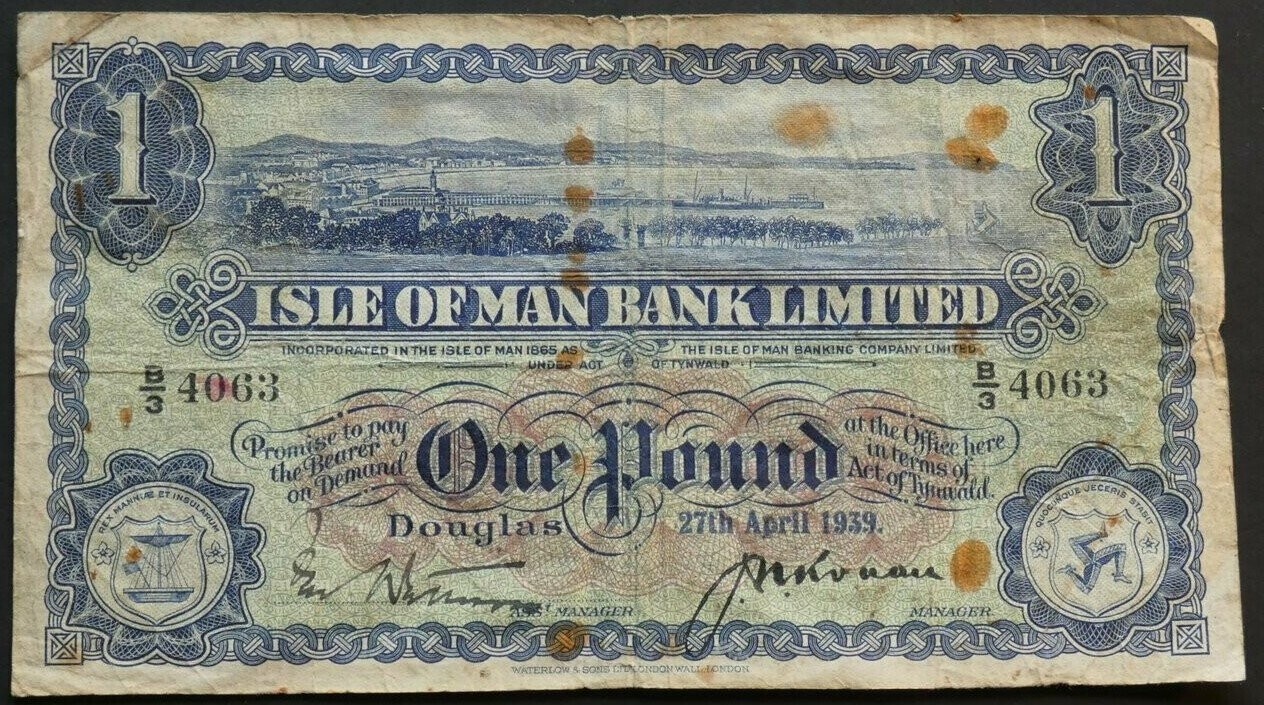 1 1
ISLE OF MAN BANK LIMITED
INCORPORATED IN THE ISLE OF MAN 1865 AS THE ISLE OF MAN BANKING COMPANY LIMITED
UNDER ACT OF TYNWALD
B/3 4063 B/3 4063
Promise to pay
the Bearer
on Demand
One Pound
at the Office here
in terms of
Act of Tynwald.
Douglas 27th April 1939.
REX MANNIÆ ET INSULARUM
QUOCUNQUE JECERIS STABIT
ASST MANAGER MANAGER
WATERLOW & SONS LTD, LONDON WALL, LONDON